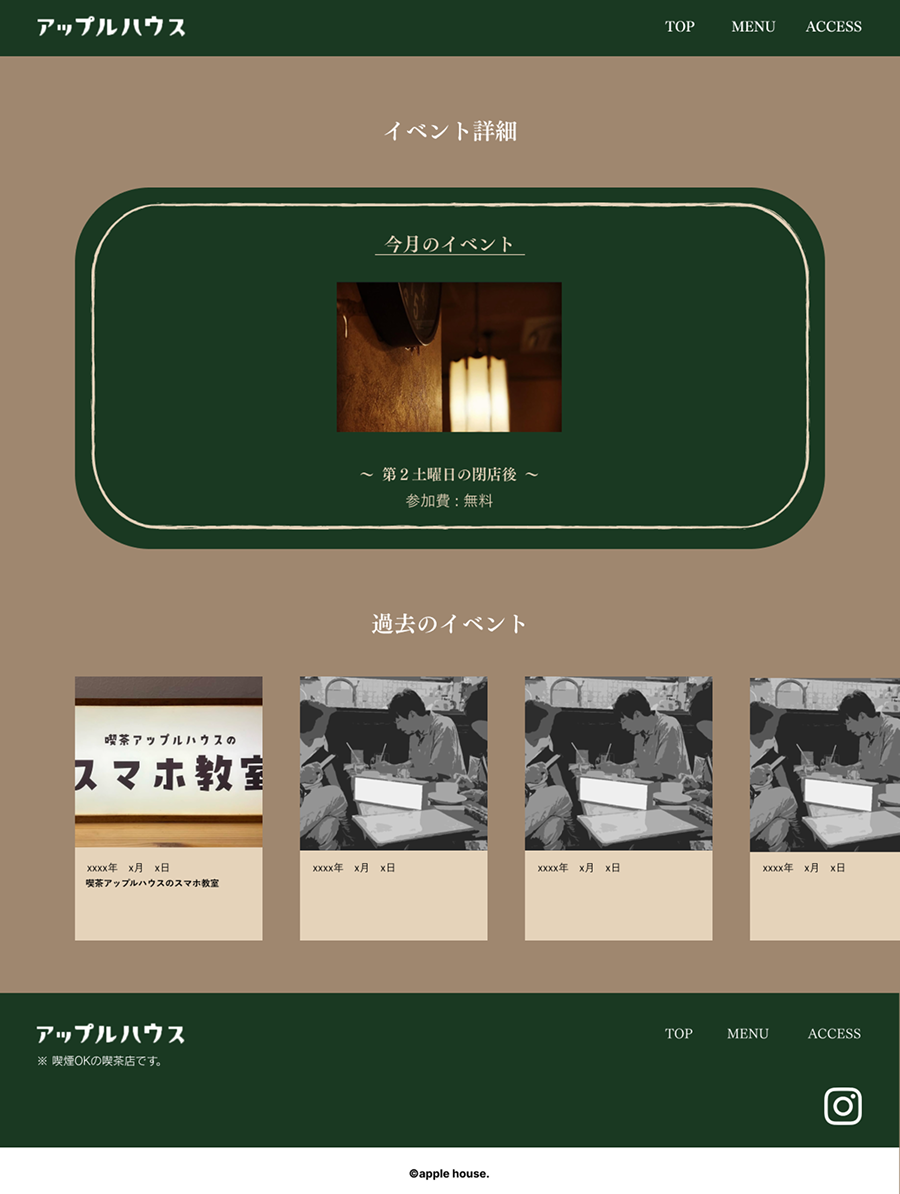 アップルハウス
TOP MENU ACCESS
イベント詳細
今月のイベント
〜 第2土曜日の閉店後 〜
参加費 : 無料
過去のイベント
喫茶アップルハウスの
スマホ教室
xxxx年 x月 x日
喫茶アップルハウスのスマホ教室
xxxx年 x月 x日
xxxx年 x月 x日
xxxx年 x月 x日
アップルハウス
TOP MENU ACCESS
※ 喫煙OKの喫茶店です。
©apple house.